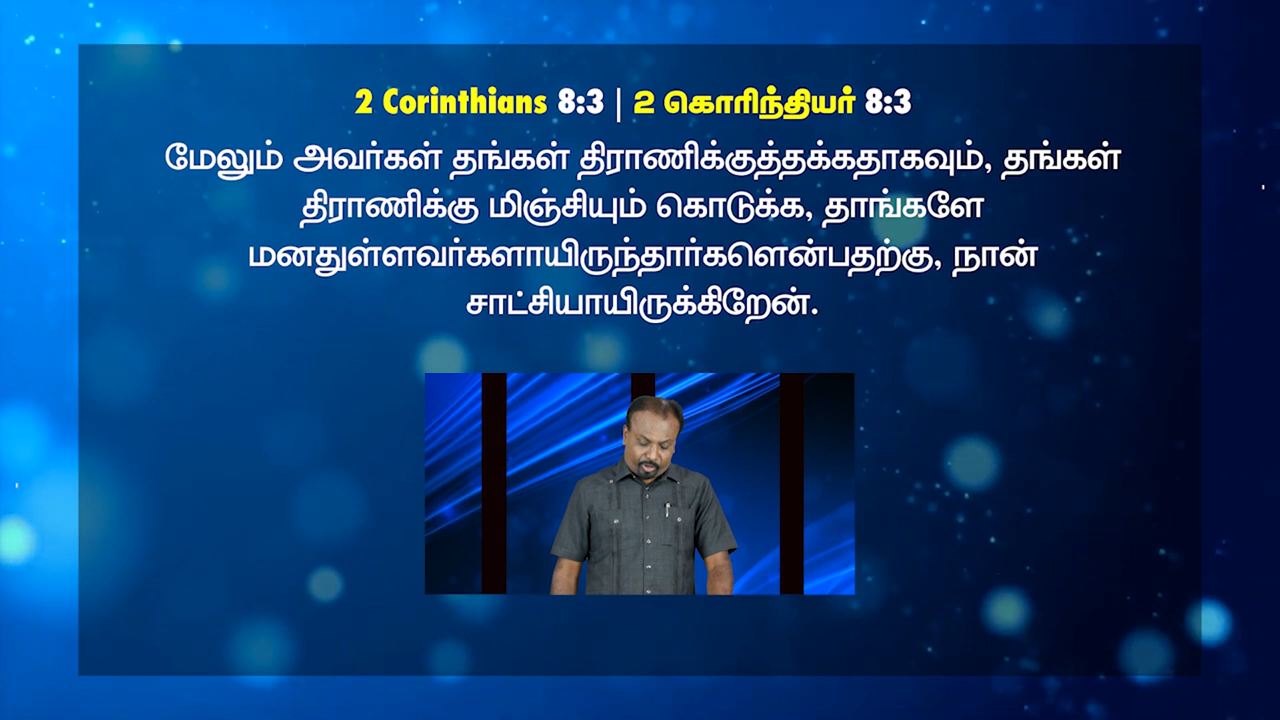 2 Corinthians 8:3 | 2 கொரிந்தியர் 8:3
மேலும் அவர்கள் தங்கள் திராணிக்குத்தக்கதாகவும், தங்கள்
திராணிக்கு மிஞ்சியும் கொடுக்க, தாங்களே
மனதுள்ளவர்களாயிருந்தார்களென்பதற்கு, நான்
சாட்சியாயிருக்கிறேன்.